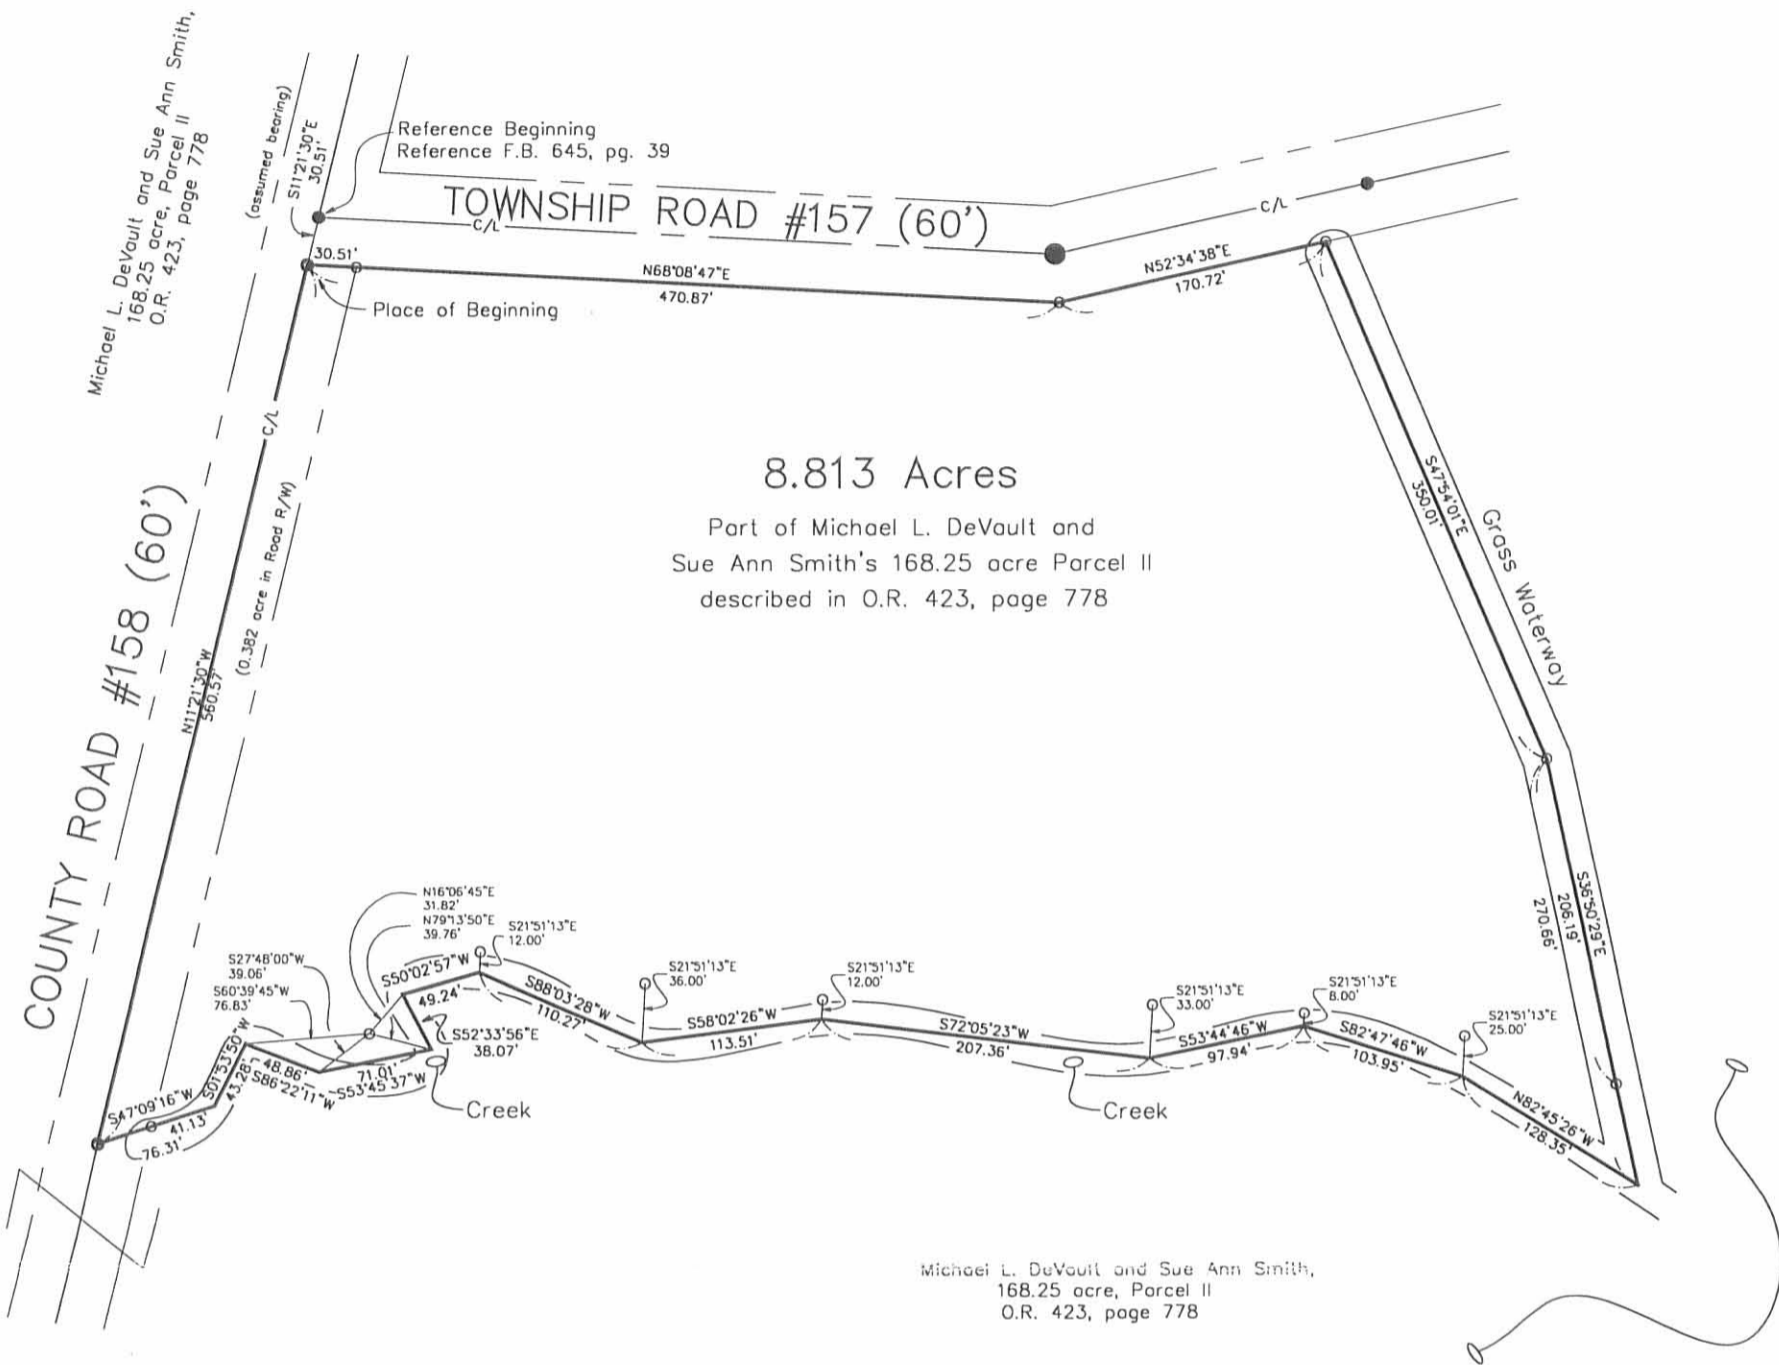 Michael L. DeVault and Sue Ann Smith,
168.25 acre, Parcel II
O.R. 423, page 778
(assumed bearing)
S11°21'30"E
30.51'
Reference Beginning
Reference F.B. 645, pg. 39
TOWNSHIP ROAD #157 (60')
C/L
C/L
30.51'
N68°08'47"E
470.87'
N52°34'38"E
170.72'
Place of Beginning
C/L
8.813 Acres
Part of Michael L. DeVault and
Sue Ann Smith's 168.25 acre Parcel II
described in O.R. 423, page 778
S47°54'01"E
350.01'
Grass Waterway
COUNTY ROAD #158 (60')
(0.382 acre in Road R/W)
N11°21'30"W
560.57'
S36°50'29"E
206.19'
270.66'
N16°06'45"E
31.82'
N79°13'50"E
39.76'
S21°51'13"E
12.00'
S27°48'00"W
39.06'
S60°39'45"W
76.83'
S50°02'57"W
49.24'
S88°03'28"W
110.27'
S21°51'13"E
36.00'
S58°02'26"W
113.51'
S21°51'13"E
12.00'
S72°05'23"W
207.36'
S21°51'13"E
33.00'
S53°44'46"W
97.94'
S21°51'13"E
8.00'
S82°47'46"W
103.95'
S21°51'13"E
25.00'
N82°45'26"W
128.35'
S52°33'56"E
38.07'
S01°53'50"W
43.28'
48.86'
S86°22'11"W
71.01'
S53°45'37"W
S47°09'16"W
41.13'
76.31'
Creek
Creek
Michael L. DeVault and Sue Ann Smith,
168.25 acre, Parcel II
O.R. 423, page 778